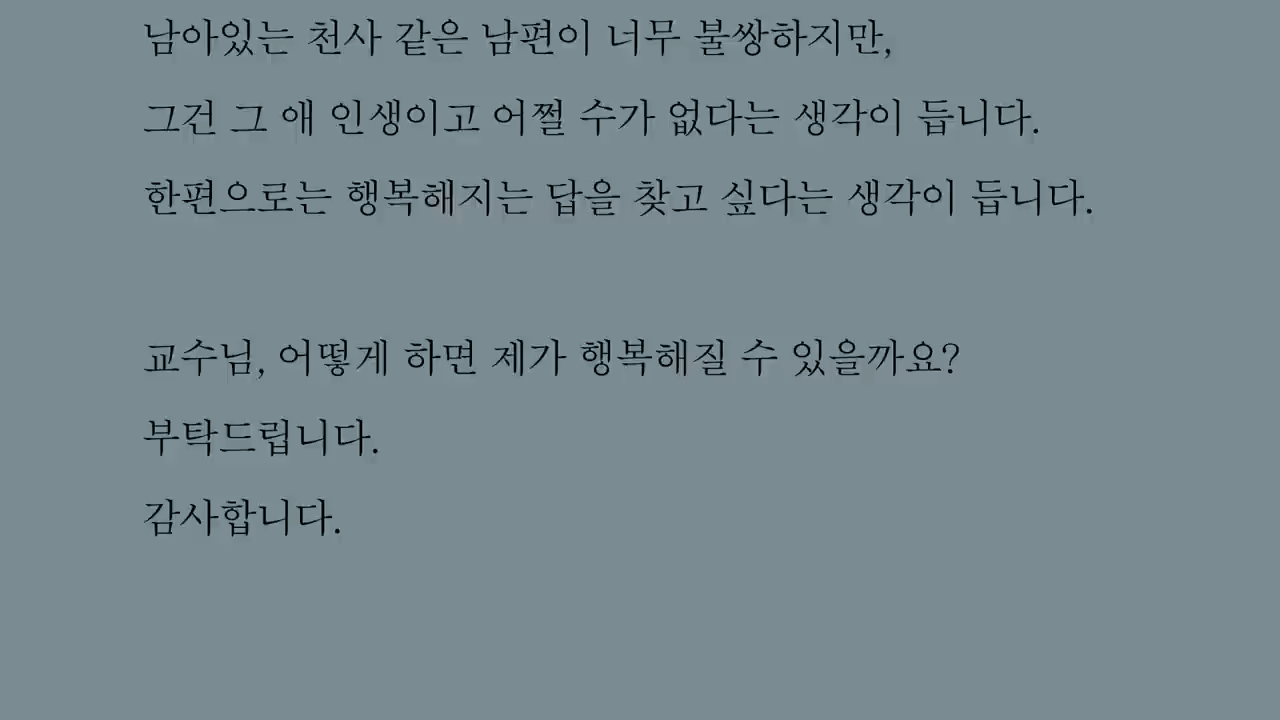 남아있는 천사 같은 남편이 너무 불쌍하지만,
그건 그 애 인생이고 어쩔 수가 없다는 생각이 듭니다.
한편으로는 행복해지는 답을 찾고 싶다는 생각이 듭니다.
교수님, 어떻게 하면 제가 행복해질 수 있을까요?
부탁드립니다.
감사합니다.